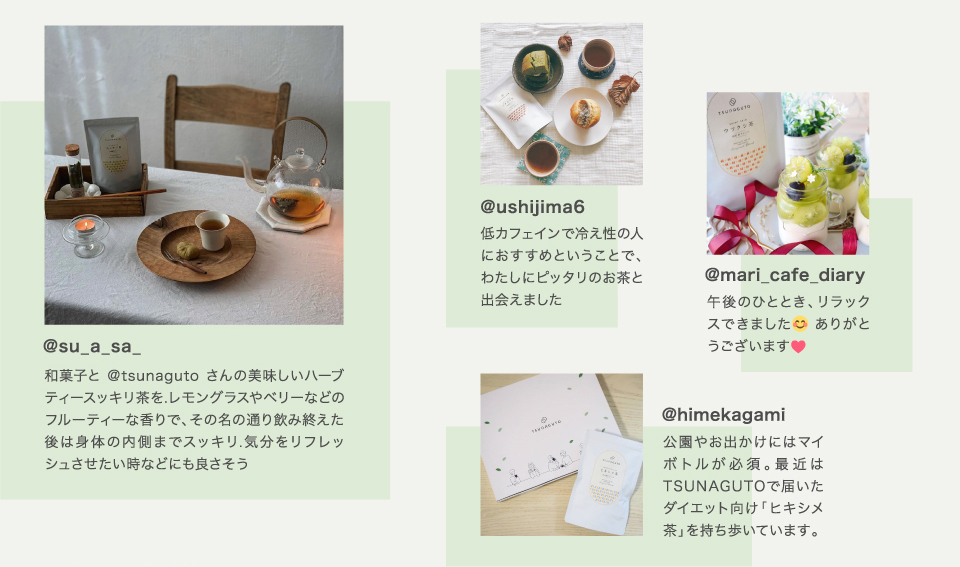 @su_a_sa_
和菓子と @tsunaguto さんの美味しいハーブ
ティースッキリ茶を.レモングラスやベリーなどの
フルーティーな香りで、その名の通り飲み終えた
後は身体の内側までスッキリ.気分をリフレッ
シュさせたい時などにも良さそう
@ushijima6
低カフェインで冷え性の人
におすすめということで、
わたしにピッタリのお茶と
出会えました
TSUNAGUTO
@mari_cafe_diary
午後のひととき、リラック
スできました😊 ありがと
うございます❤
TSUNAGUTO
@himekagami
公園やお出かけにはマイ
ボトルが必須。最近は
TSUNAGUTOで届いた
ダイエット向け「ヒキシメ
茶」を持ち歩いています。